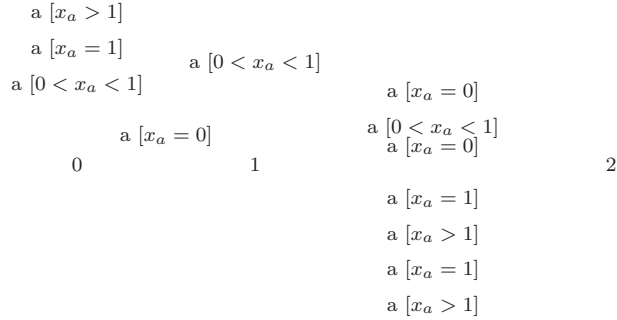 a [x_a > 1]
a [x_a = 1]
a [0 < x_a < 1]
a [0 < x_a < 1]
a [x_a = 0]
a [0 < x_a < 1]
a [x_a = 0]
a [x_a = 0]
0
1
2
a [x_a = 1]
a [x_a > 1]
a [x_a = 1]
a [x_a > 1]